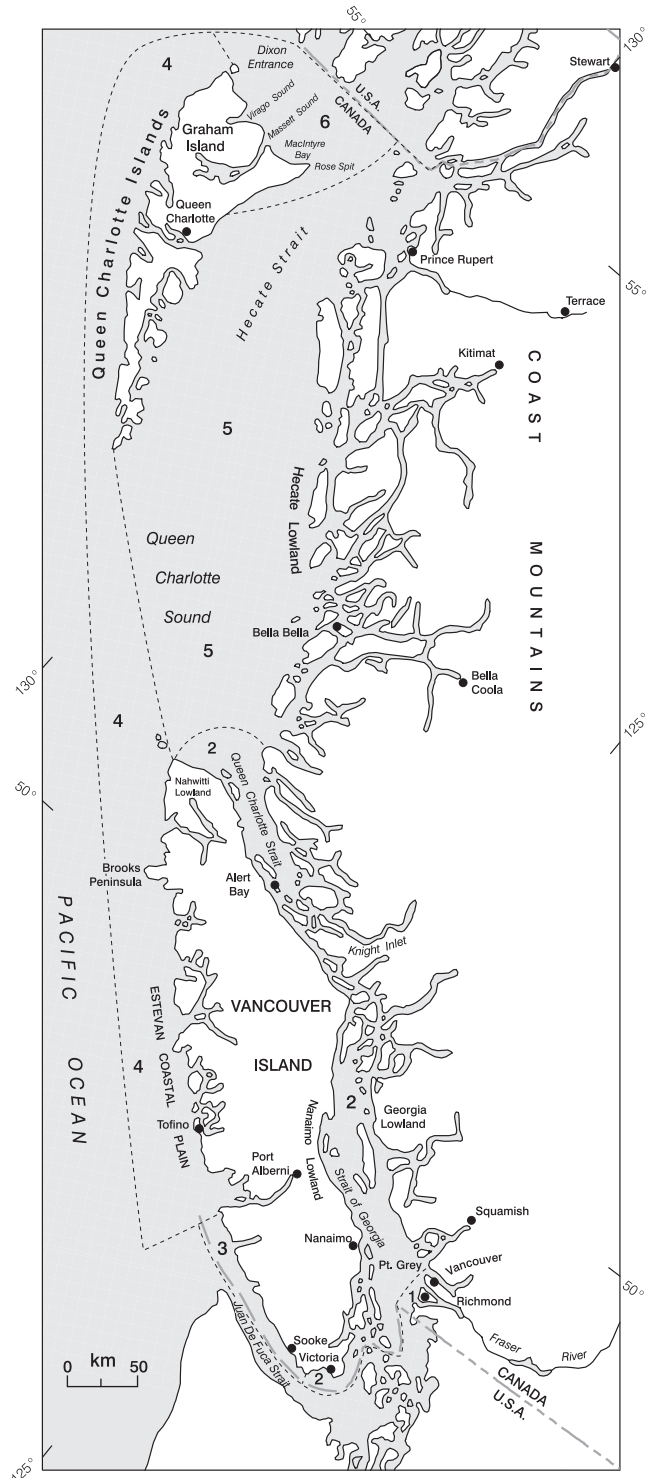 55°
130°
4
Dixon
Entrance
Stewart
U.S.A.
CANADA
Virago Sound
Massett Sound
6
Graham
Island
MacIntyre
Bay
Rose Spit
Queen Charlotte Islands
Queen
Charlotte
Hecate Strait
Prince Rupert
55°
Terrace
Kitimat
COAST
5
Hecate Lowland
Queen
Charlotte
Sound
MOUNTAINS
Bella Bella
5
Bella
Coola
130°
4
125°
2
Queen Charlotte Strait
Nahwitti
Lowland
50°
Brooks
Peninsula
Alert
Bay
PACIFIC
OCEAN
Knight Inlet
VANCOUVER
ISLAND
ESTEVAN COASTAL PLAIN
4
2
Georgia
Lowland
Nanaimo Lowland
Tofino
Port
Alberni
Strait of Georgia
Squamish
Nanaimo
3
Pt. Grey
Vancouver
50°
1
Richmond
Juan De Fuca Strait
Sooke
Victoria
2
Fraser River
km
0 50
CANADA
U.S.A.
125°